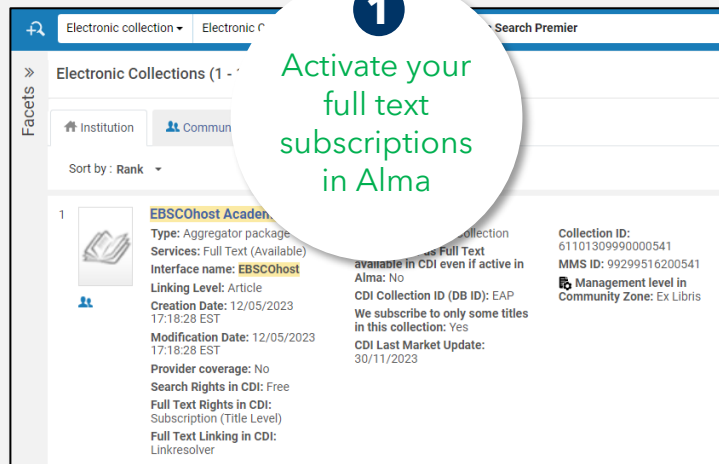 Electronic collection
Electronic
Search Premier
1
Activate your
full text
subscriptions
in Alma
Facets
Electronic Collections (1 -
Institution
Commun
Sort by : Rank
1
EBSCOhost Academ
Type: Aggregator package
Services: Full Text (Available)
Interface name: EBSCOhost
Linking Level: Article
Creation Date: 12/05/2023
17:18:28 EST
Modification Date: 12/05/2023
17:18:28 EST
Provider coverage: No
Search Rights in CDI: Free
Full Text Rights in CDI:
Subscription (Title Level)
Full Text Linking in CDI:
Linkresolver
Full Text
available in CDI even if active in
Alma: No
CDI Collection ID (DB ID): EAP
We subscribe to only some titles
in this collection: Yes
CDI Last Market Update:
30/11/2023
Collection ID:
61101309990000541
MMS ID: 99299516200541
Management level in
Community Zone: Ex Libris